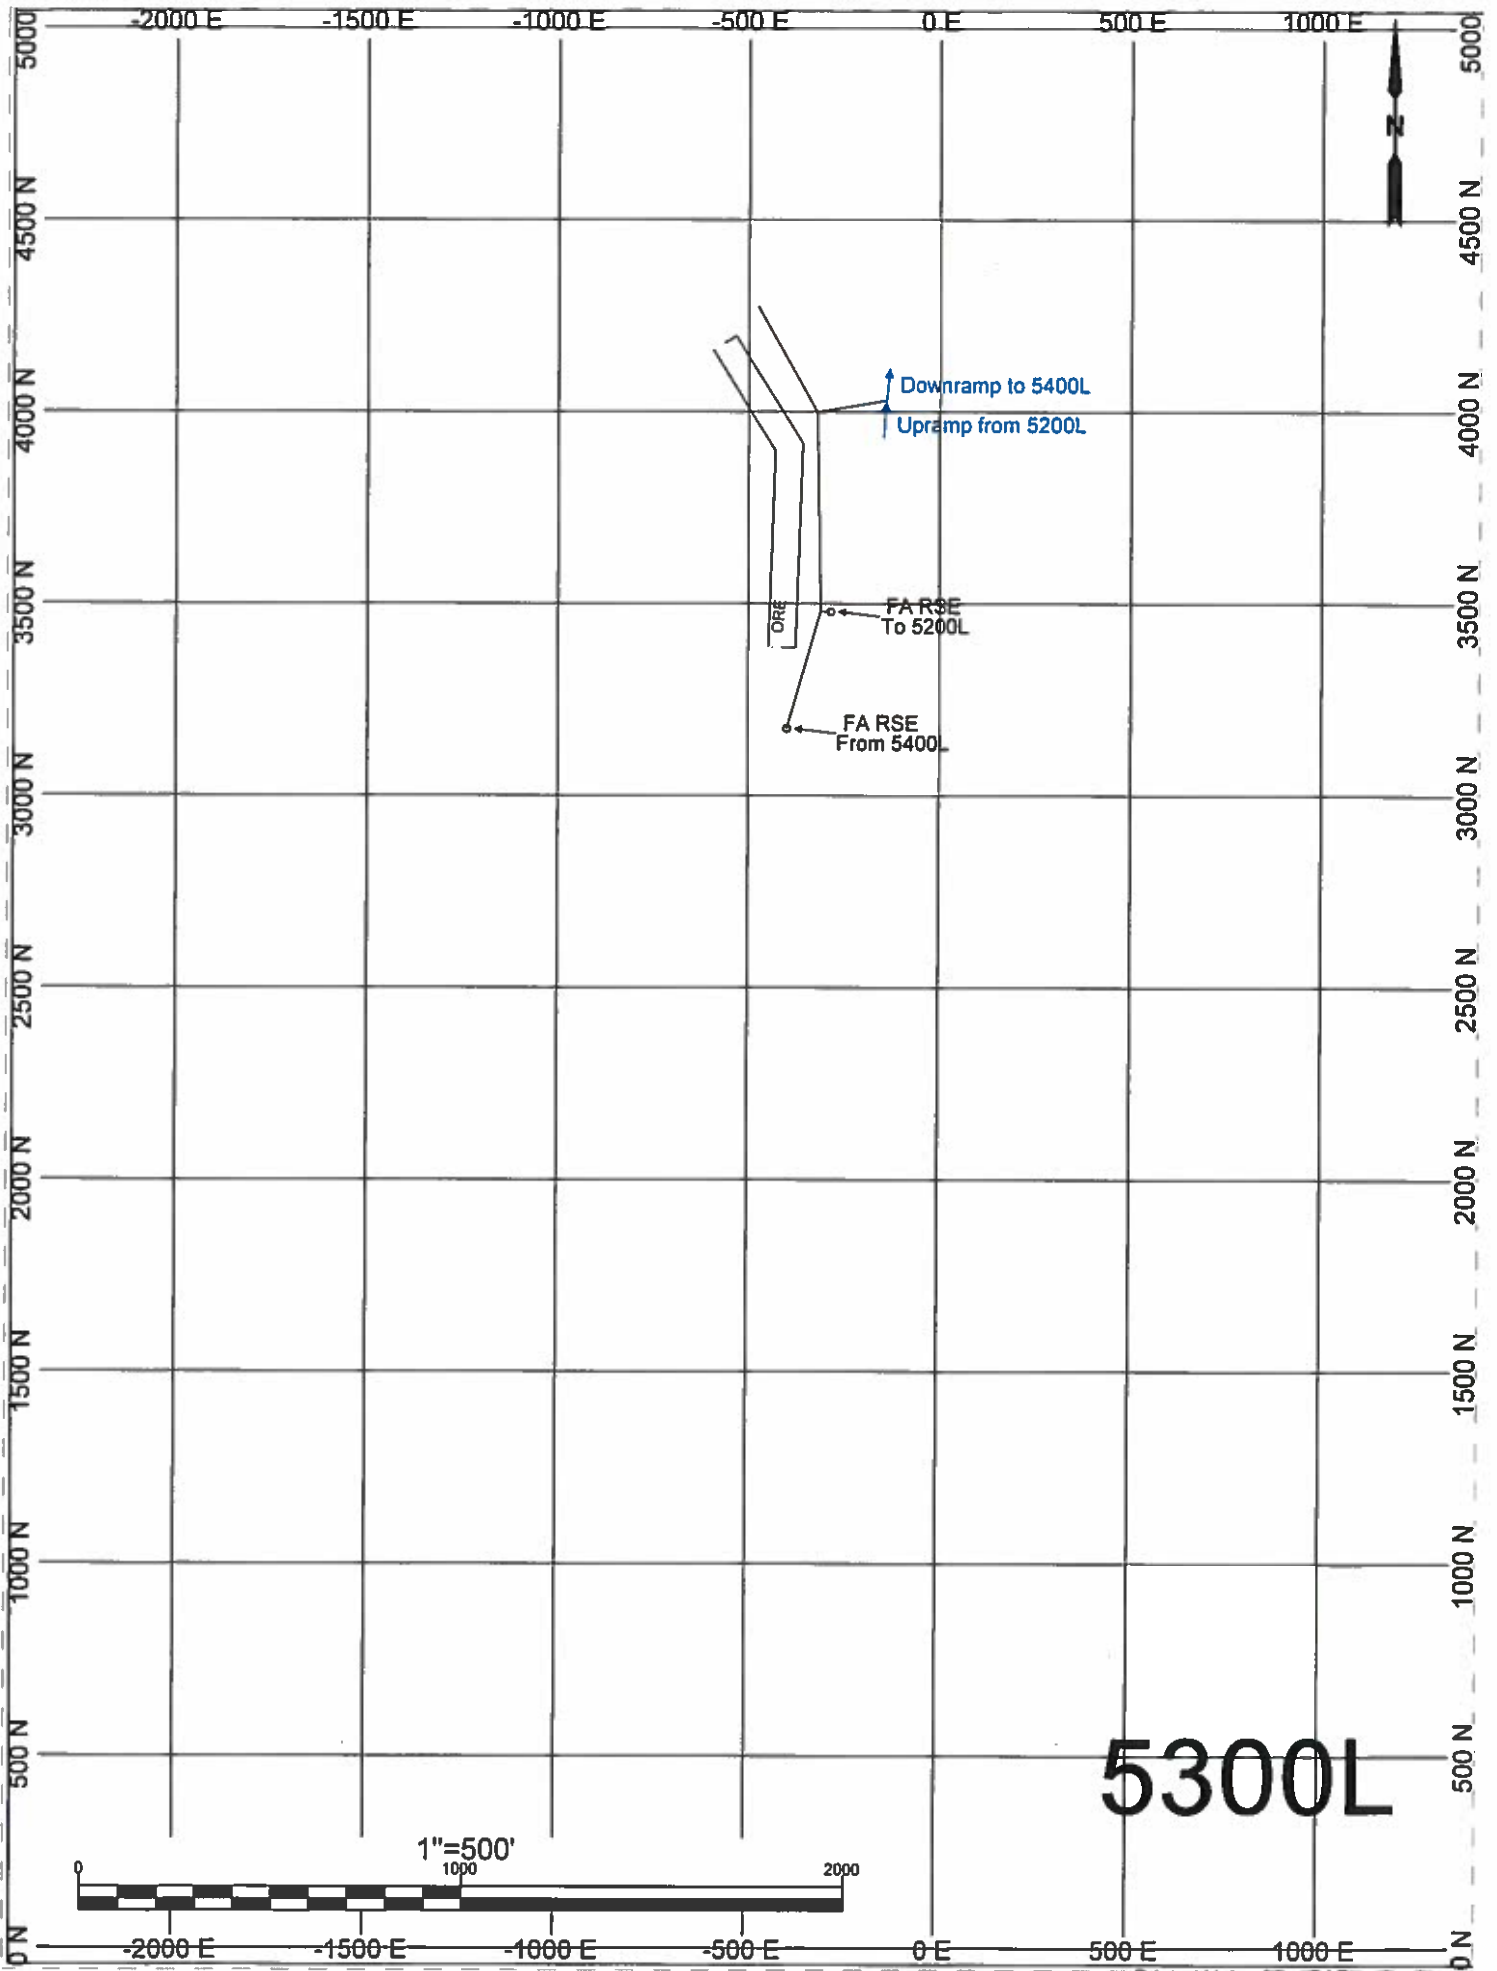 -2000 E -1500 E -1000 E -500 E 0 E 500 E 1000 E
5000
5000
N
4500 N
4500 N
4000 N
4000 N
Downramp to 5400L
Upramp from 5200L
3500 N
3500 N
ORE
FA RSE
To 5200L
FA RSE
From 5400L
3000 N
3000 N
2500 N
2500 N
2000 N
2000 N
1500 N
1500 N
1000 N
1000 N
500 N
500 N
5300L
1"=500'
0 1000 2000
0 N
0 N
-2000 E -1500 E -1000 E -500 E 0 E 500 E 1000 E